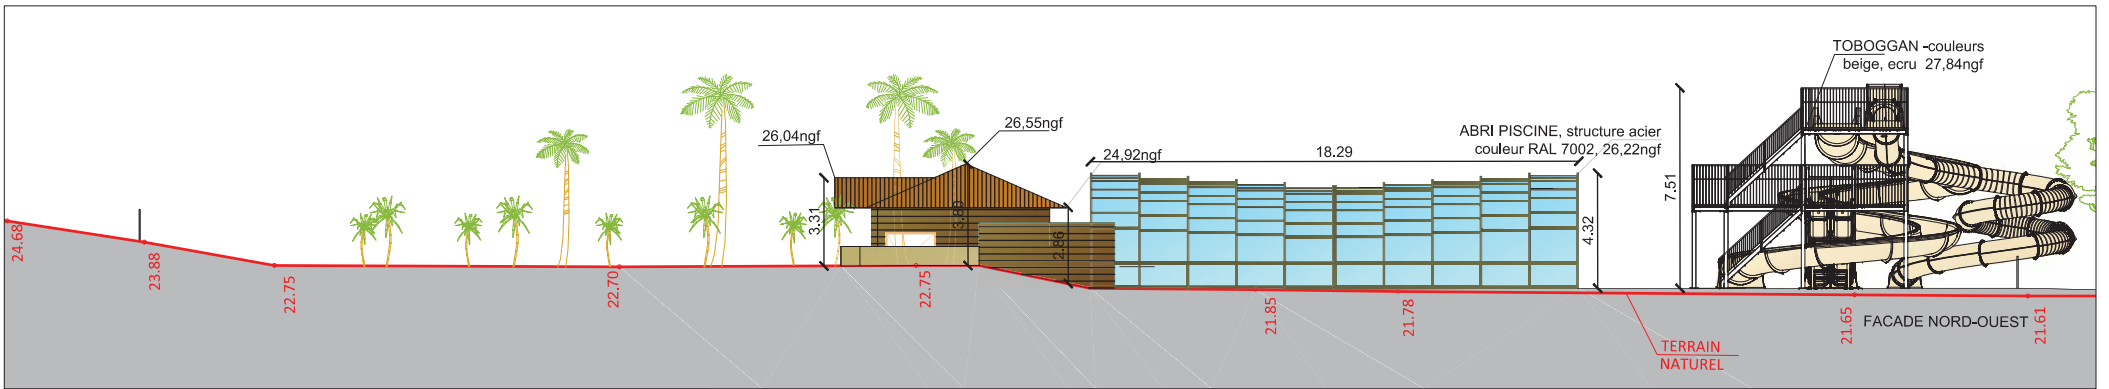 TOBOGGAN -couleurs
beige, ecru 27,84ngf
26,04ngf
26,55ngf
ABRI PISCINE, structure acier
couleur RAL 7002, 26,22ngf
24,92ngf
18.29
3.31
3.80
2.86
4.32
7.51
24.68
23.88
22.75
22.70
22.75
21.85
21.78
21.65
21.61
FACADE NORD-OUEST
TERRAIN
NATUREL